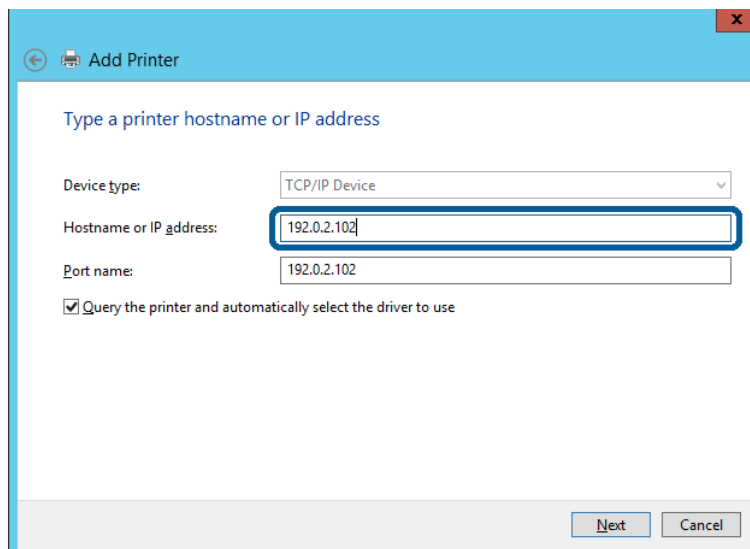 x
Add Printer
Type a printer hostname or IP address
Device type: TCP/IP Device
Hostname or IP address: 192.0.2.102
Port name: 192.0.2.102
Query the printer and automatically select the driver to use
Next Cancel